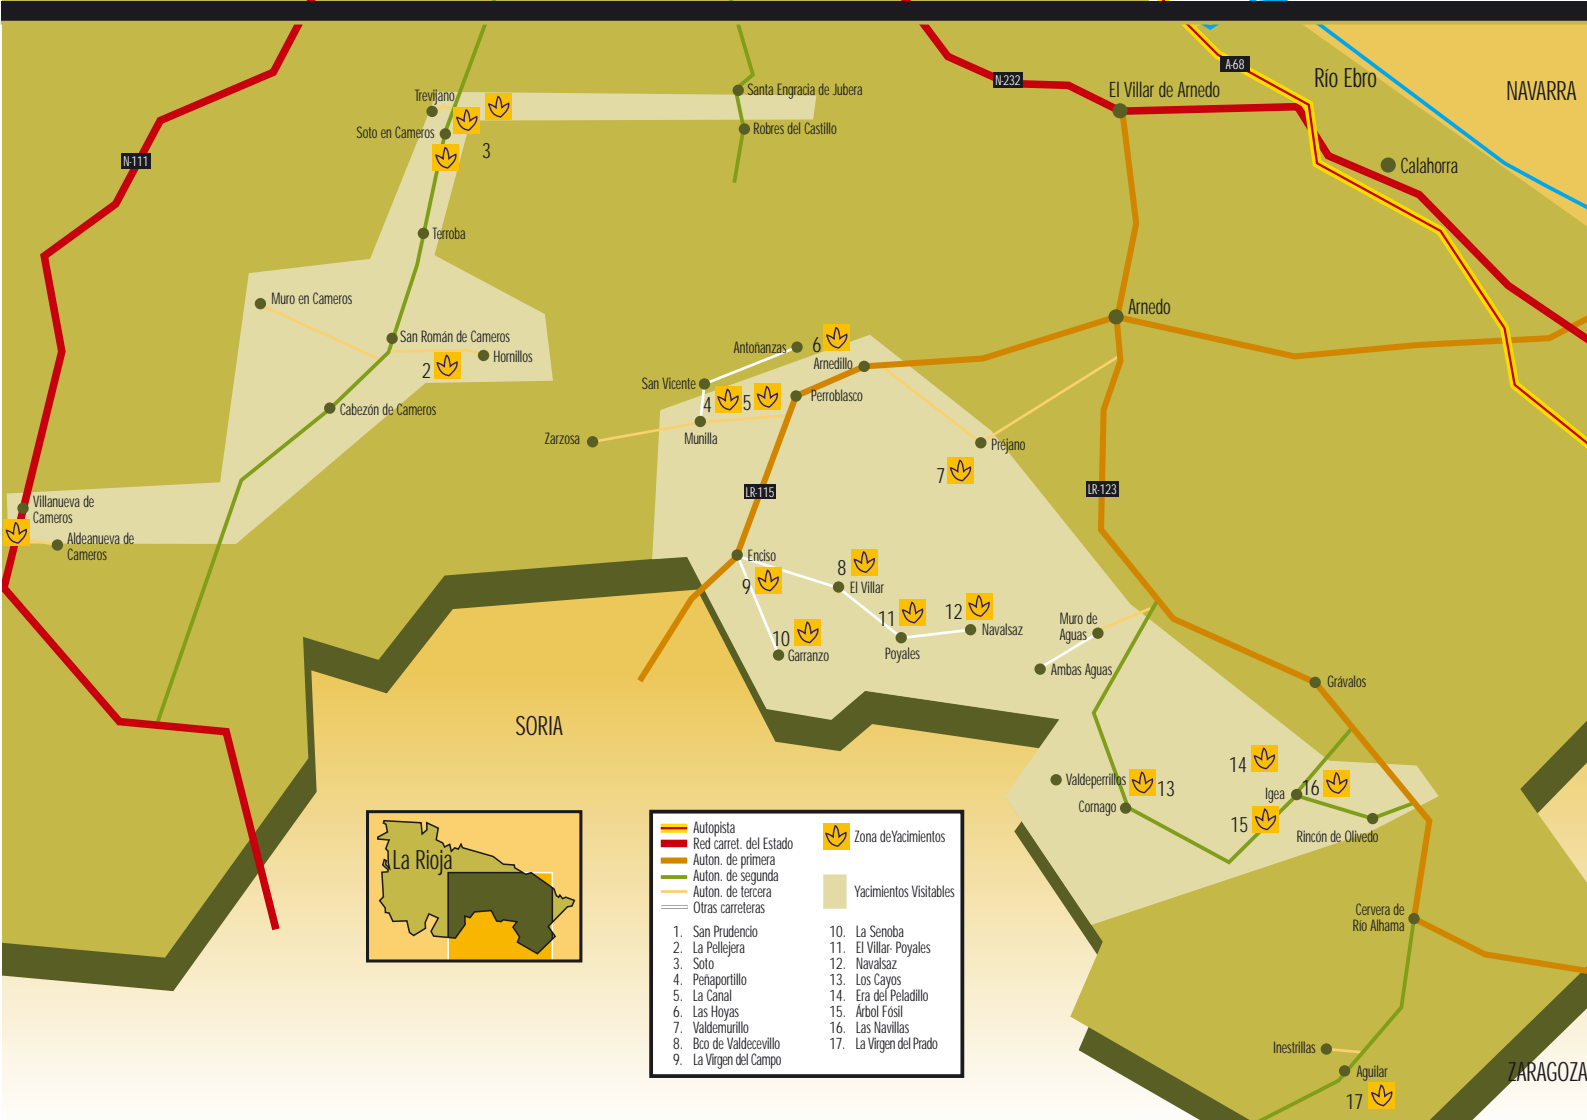 A-68
Río Ebro
NAVARRA
N-232
El Villar de Arnedo
Calahorra
Trevijano
Soto en Cameros
3
Santa Engracia de Jubera
Robres del Castillo
N-111
Terroba
Muro en Cameros
San Román de Cameros
Hornillos
2
Cabezón de Cameros
Arnedo
Antoñanzas
6
Arnedillo
San Vicente
4
5
Perroblasco
Munilla
Zarzosa
Préjano
7
LR-115
LR-123
Villanueva de
Cameros
Aldeanueva de
Cameros
Enciso
9
8
El Villar
11
12
Navalsaz
Poyales
10
Garranzo
Muro de
Aguas
Ambas Aguas
Grávalos
SORIA
Valdeperrillos
13
Cornago
14
Igea
16
15
Rincón de Olivedo
Cervera de
Río Alhama
Inestrillas
Aguilar
17
ZARAGOZA
La Rioja
Autopista
Red carret. del Estado
Auton. de primera
Auton. de segunda
Auton. de tercera
Otras carreteras
Zona deYacimientos
Yacimientos Visitables
1. San Prudencio
2. La Pellejera
3. Soto
4. Peñaportillo
5. La Canal
6. Las Hoyas
7. Valdemurillo
8. Bco de Valdecevillo
9. La Virgen del Campo
10. La Senoba
11. El Villar- Poyales
12. Navalsaz
13. Los Cayos
14. Era del Peladillo
15. Árbol Fósil
16. Las Navillas
17. La Virgen del Prado